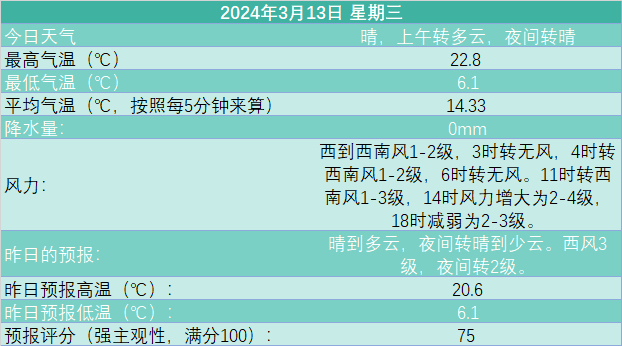 2024年3月13日 星期三
今日天气 晴，上午转多云，夜间转晴
最高气温（℃） 22.8
最低气温（℃） 6.1
平均气温（℃，按照每5分钟来算） 14.33
降水量： 0mm
风力： 西到西南风1-2级，3时转无风，4时转
西南风1-2级，6时转无风。11时转西
南风1-3级，14时风力增大为2-4级，
18时减弱为2-3级。
昨日的预报： 晴到多云，夜间转晴到少云。西风3
级，夜间转2级。
昨日预报高温（℃）： 20.6
昨日预报低温（℃）： 6.1
预报评分（强主观性，满分100）： 75